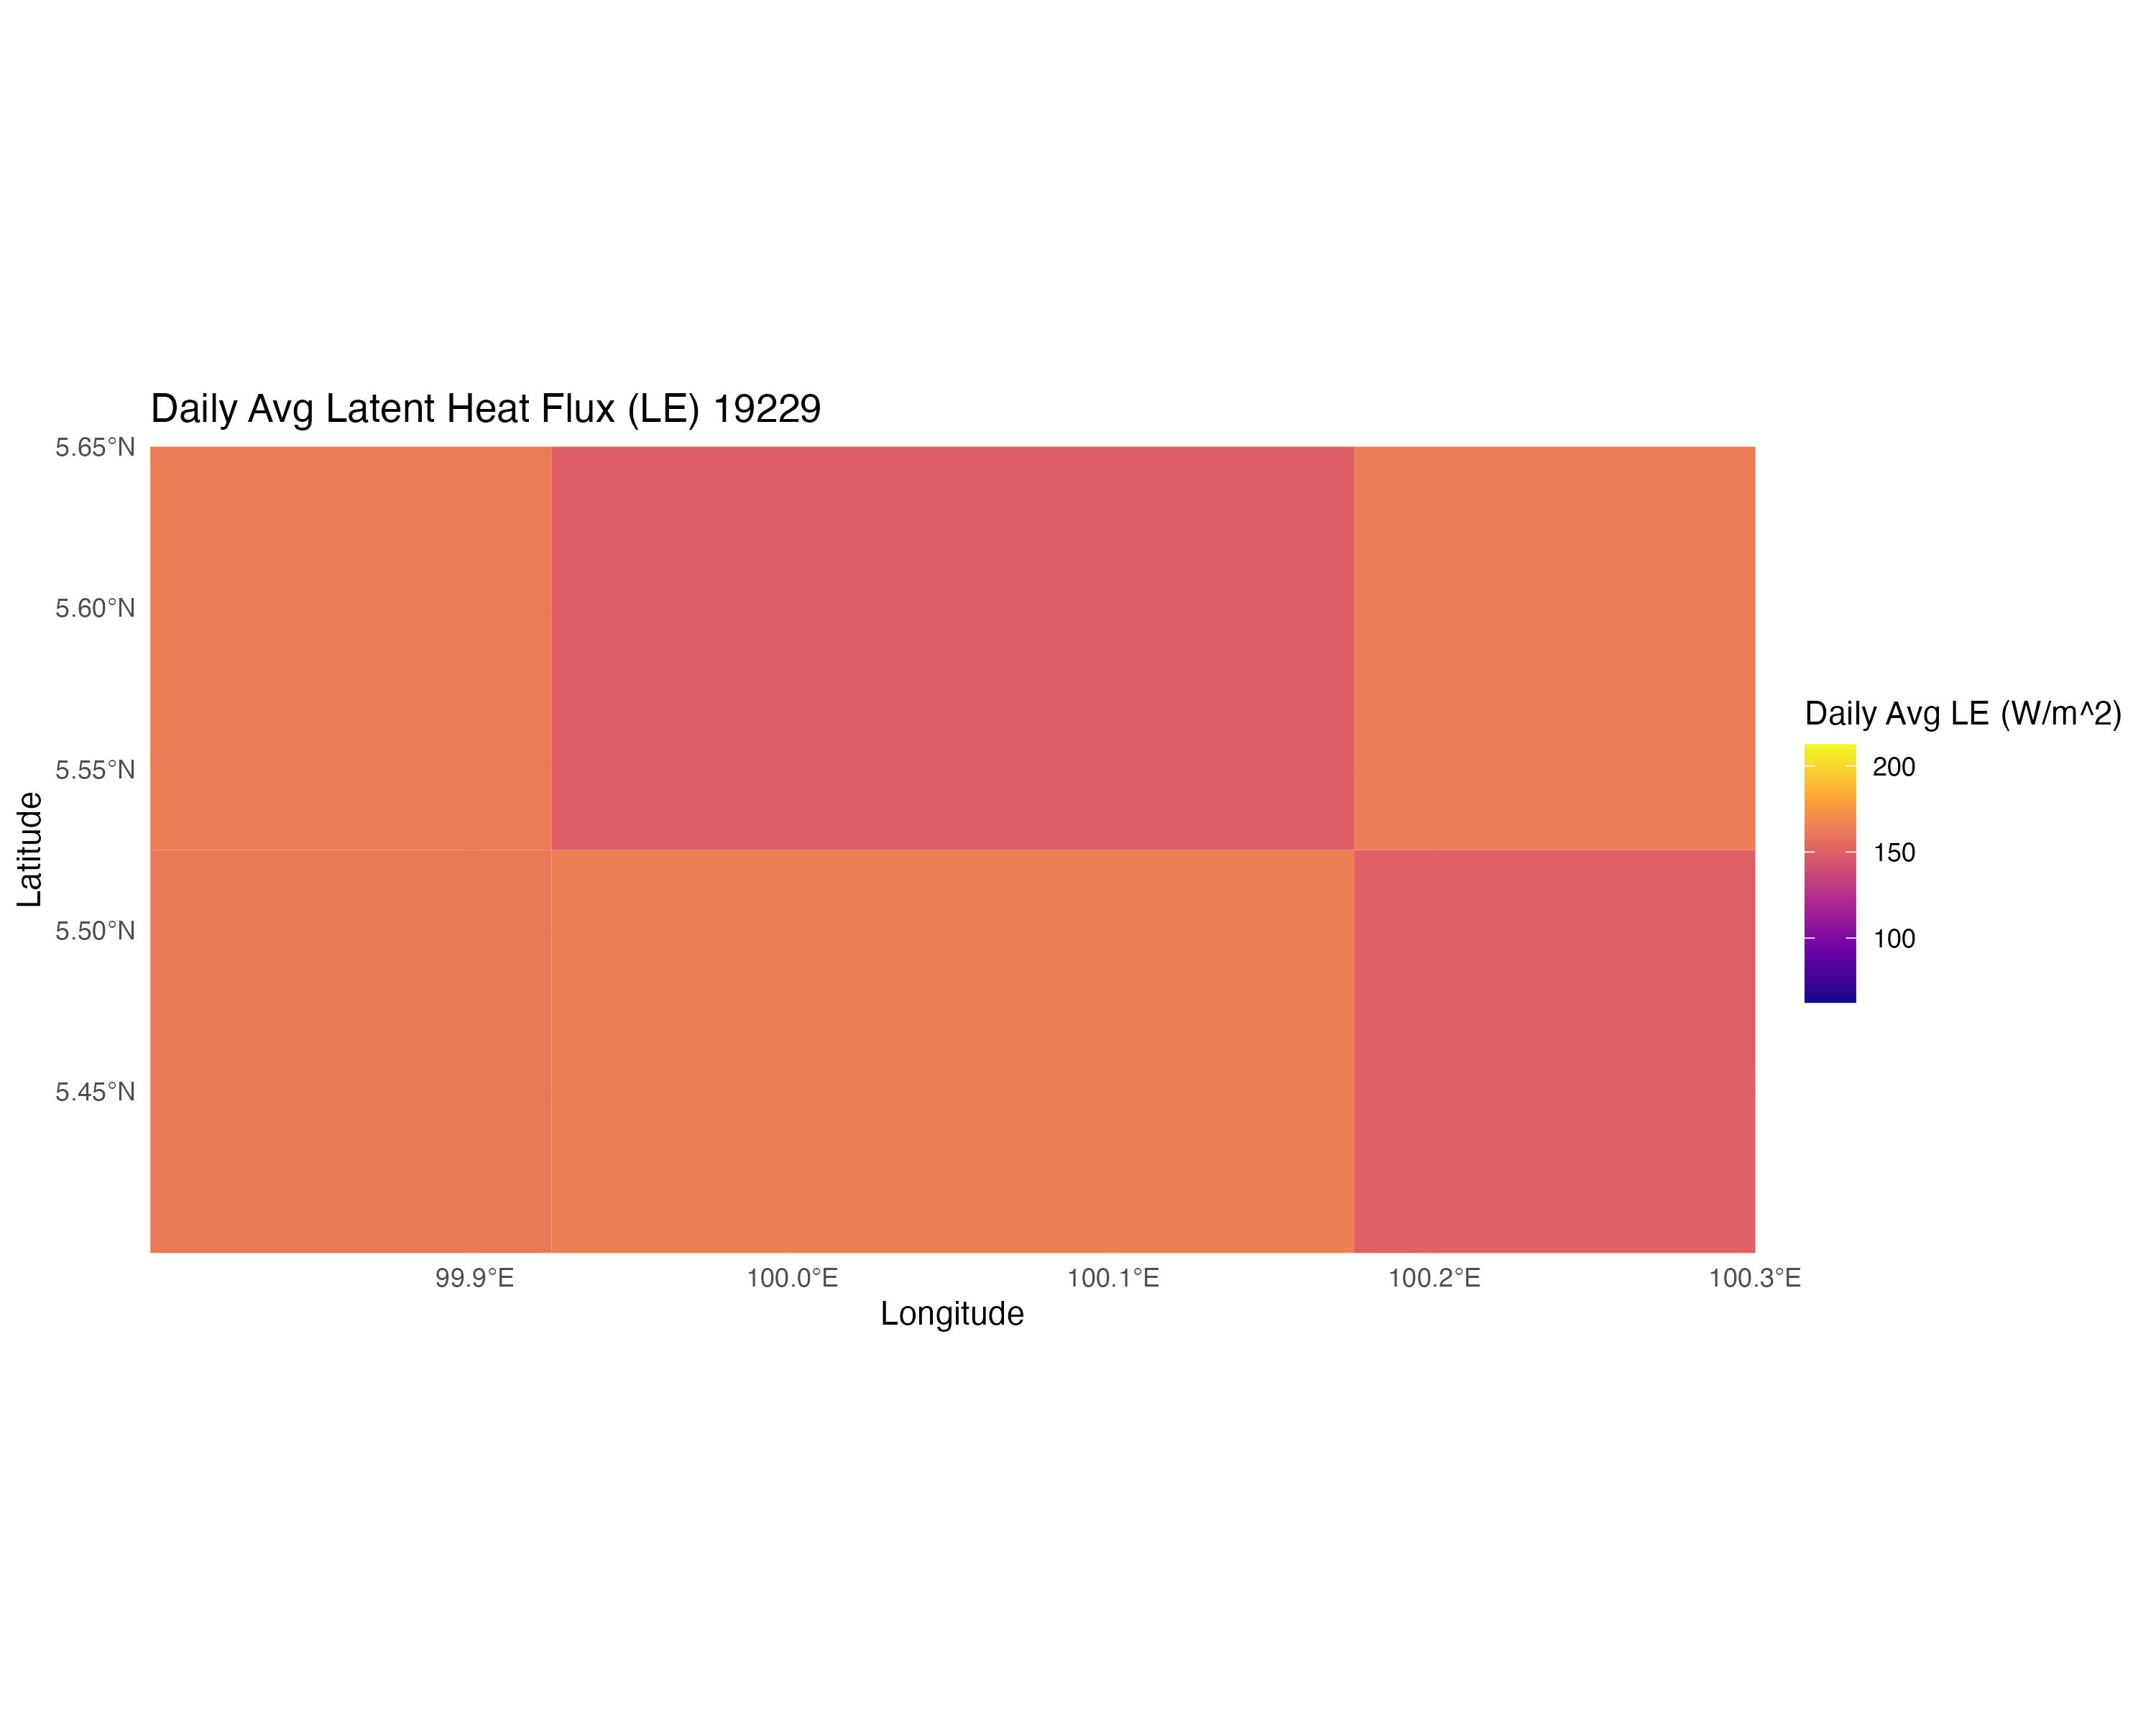 Daily Avg Latent Heat Flux (LE) 19229
5.65°N
5.60°N
5.55°N
5.50°N
5.45°N
Latitude
99.9°E
100.0°E
100.1°E
100.2°E
100.3°E
Longitude
Daily Avg LE (W/m^2)
200
150
100